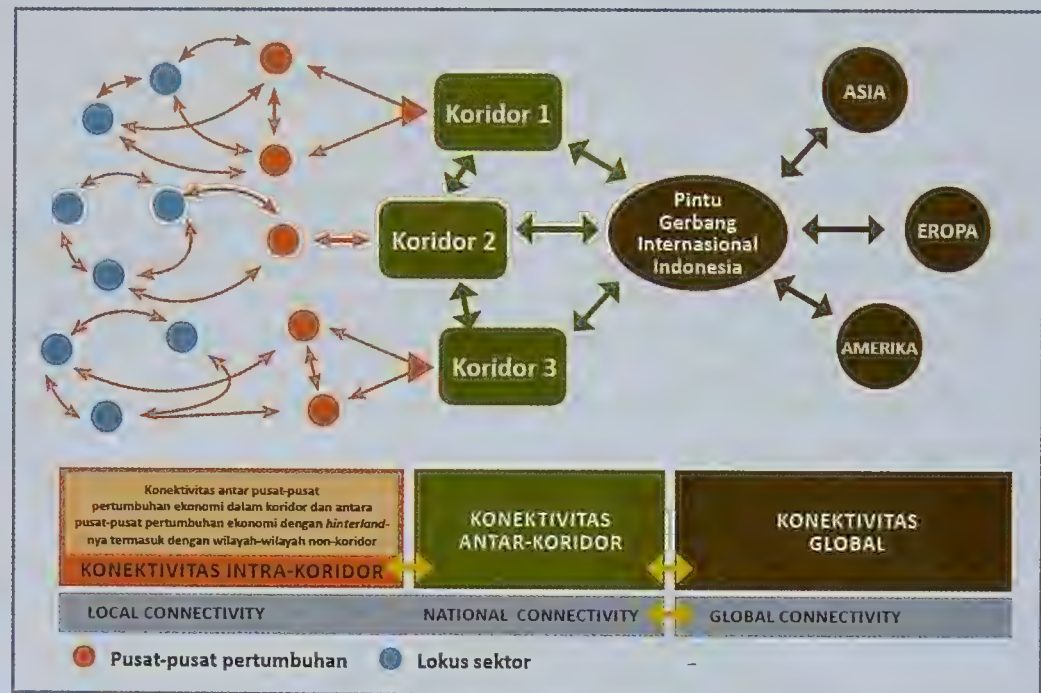 Koridor 1
Koridor 2
Koridor 3
Pintu
Gerbang
Internasional
Indonesia
ASIA
EROPA
AMERIKA
Konektivitas antar pusat-pusat
pertumbuhan ekonomi dalam koridor dan antara
pusat-pusat pertumbuhan ekonomi dengan hinterland-
nya termasuk dengan wilayah-wilayah non-koridor
KONEKTIVITAS INTRA-KORIDOR
KONEKTIVITAS
ANTAR-KORIDOR
KONEKTIVITAS
GLOBAL
LOCAL CONNECTIVITY
NATIONAL CONNECTIVITY
GLOBAL CONNECTIVITY
Pusat-pusat pertumbuhan
Lokus sektor